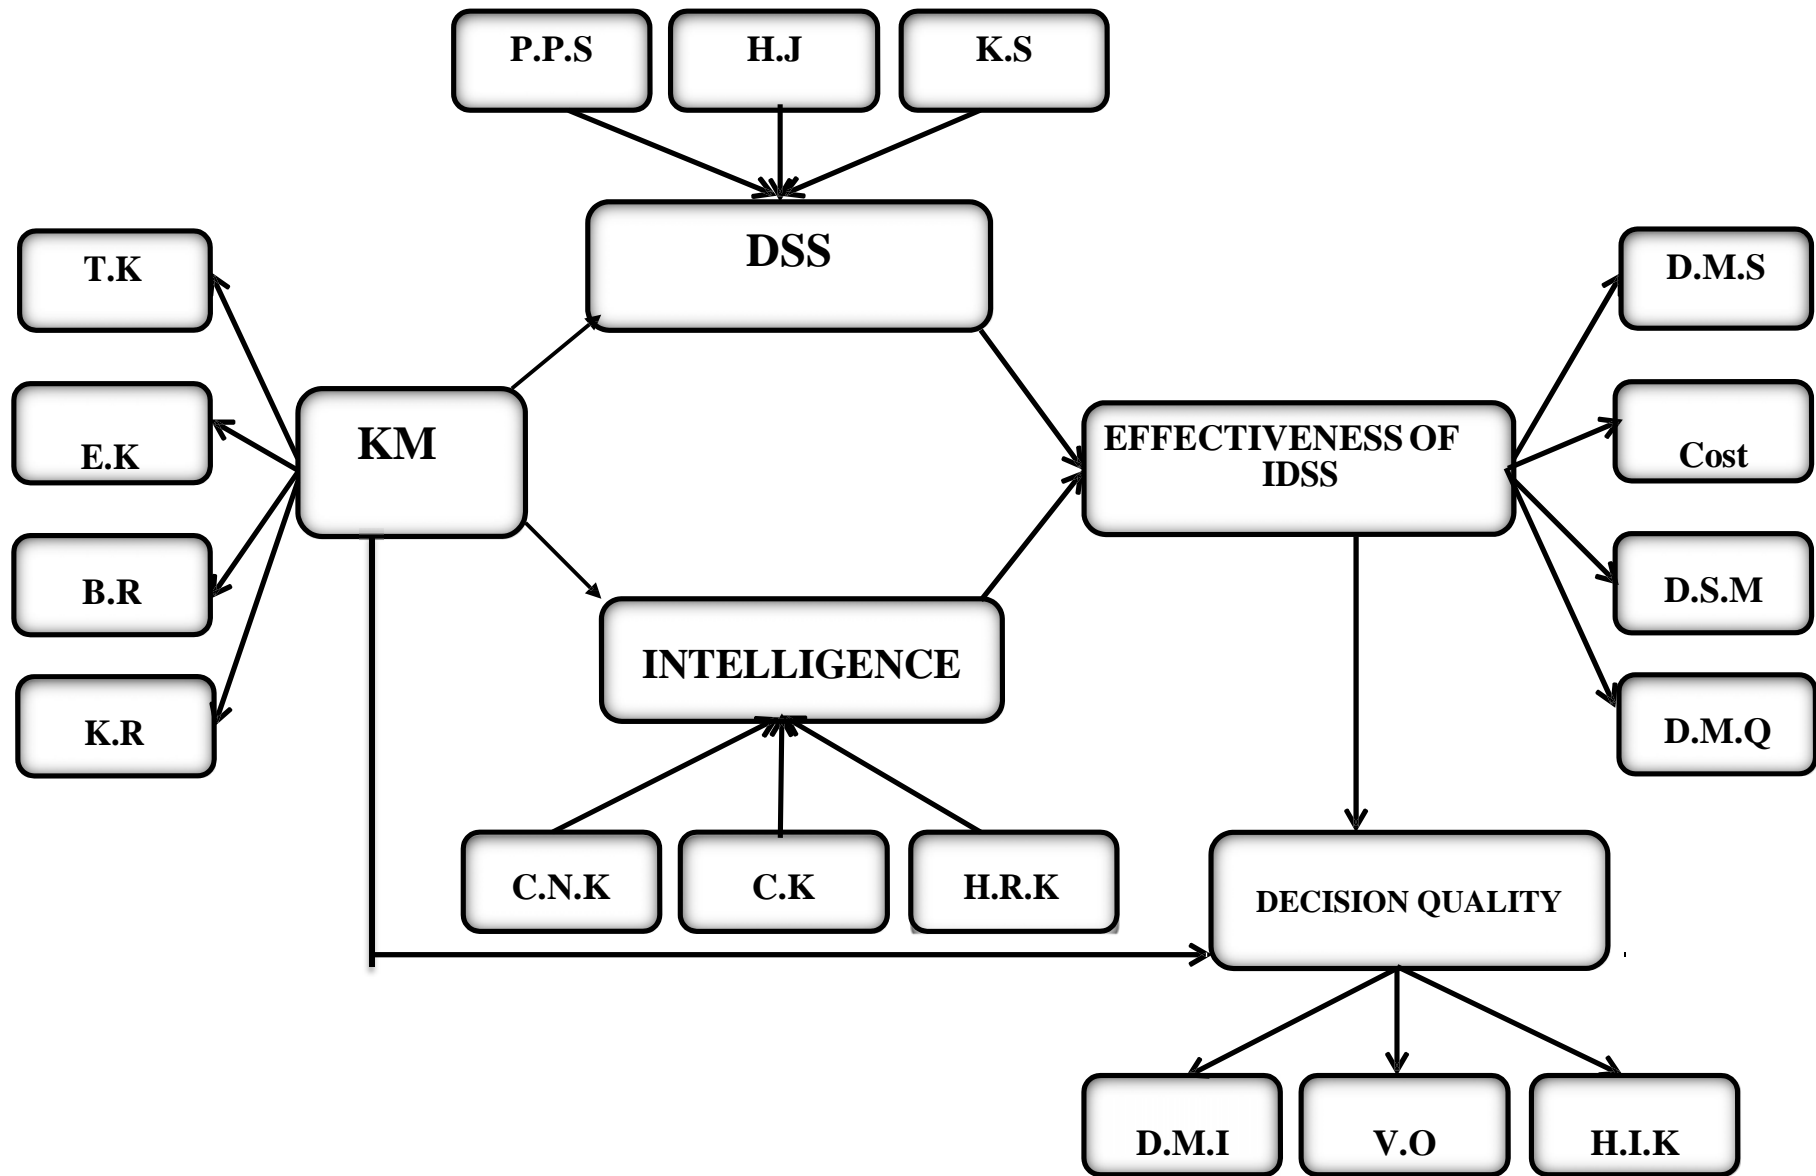 P.P.S
H.J
K.S
DSS
T.K
D.M.S
KM
EFFECTIVENESS OF
IDSS
E.K
Cost
B.R
D.S.M
INTELLIGENCE
K.R
D.M.Q
C.N.K
C.K
H.R.K
DECISION QUALITY
D.M.I
V.O
H.I.K